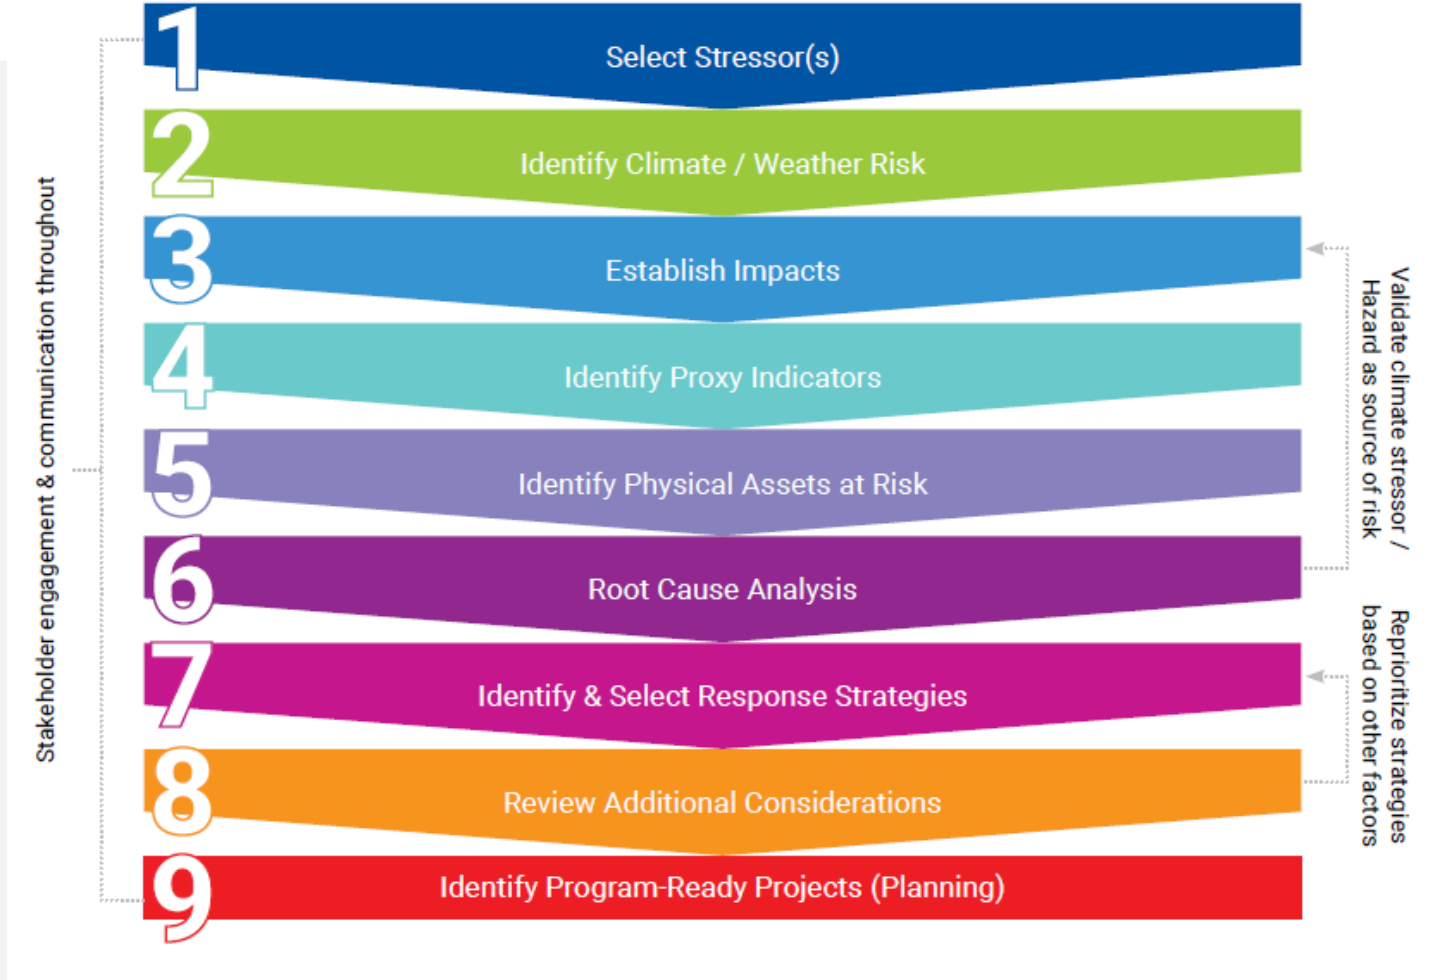 Stakeholder engagement & communication throughout
1
Select Stressor(s)
2
Identify Climate / Weather Risk
3
Establish Impacts
4
Identify Proxy Indicators
5
Identify Physical Assets at Risk
6
Root Cause Analysis
7
Identify & Select Response Strategies
8
Review Additional Considerations
9
Identify Program-Ready Projects (Planning)
Validate climate stressor /
Hazard as source of risk
Reprioritize strategies
based on other factors